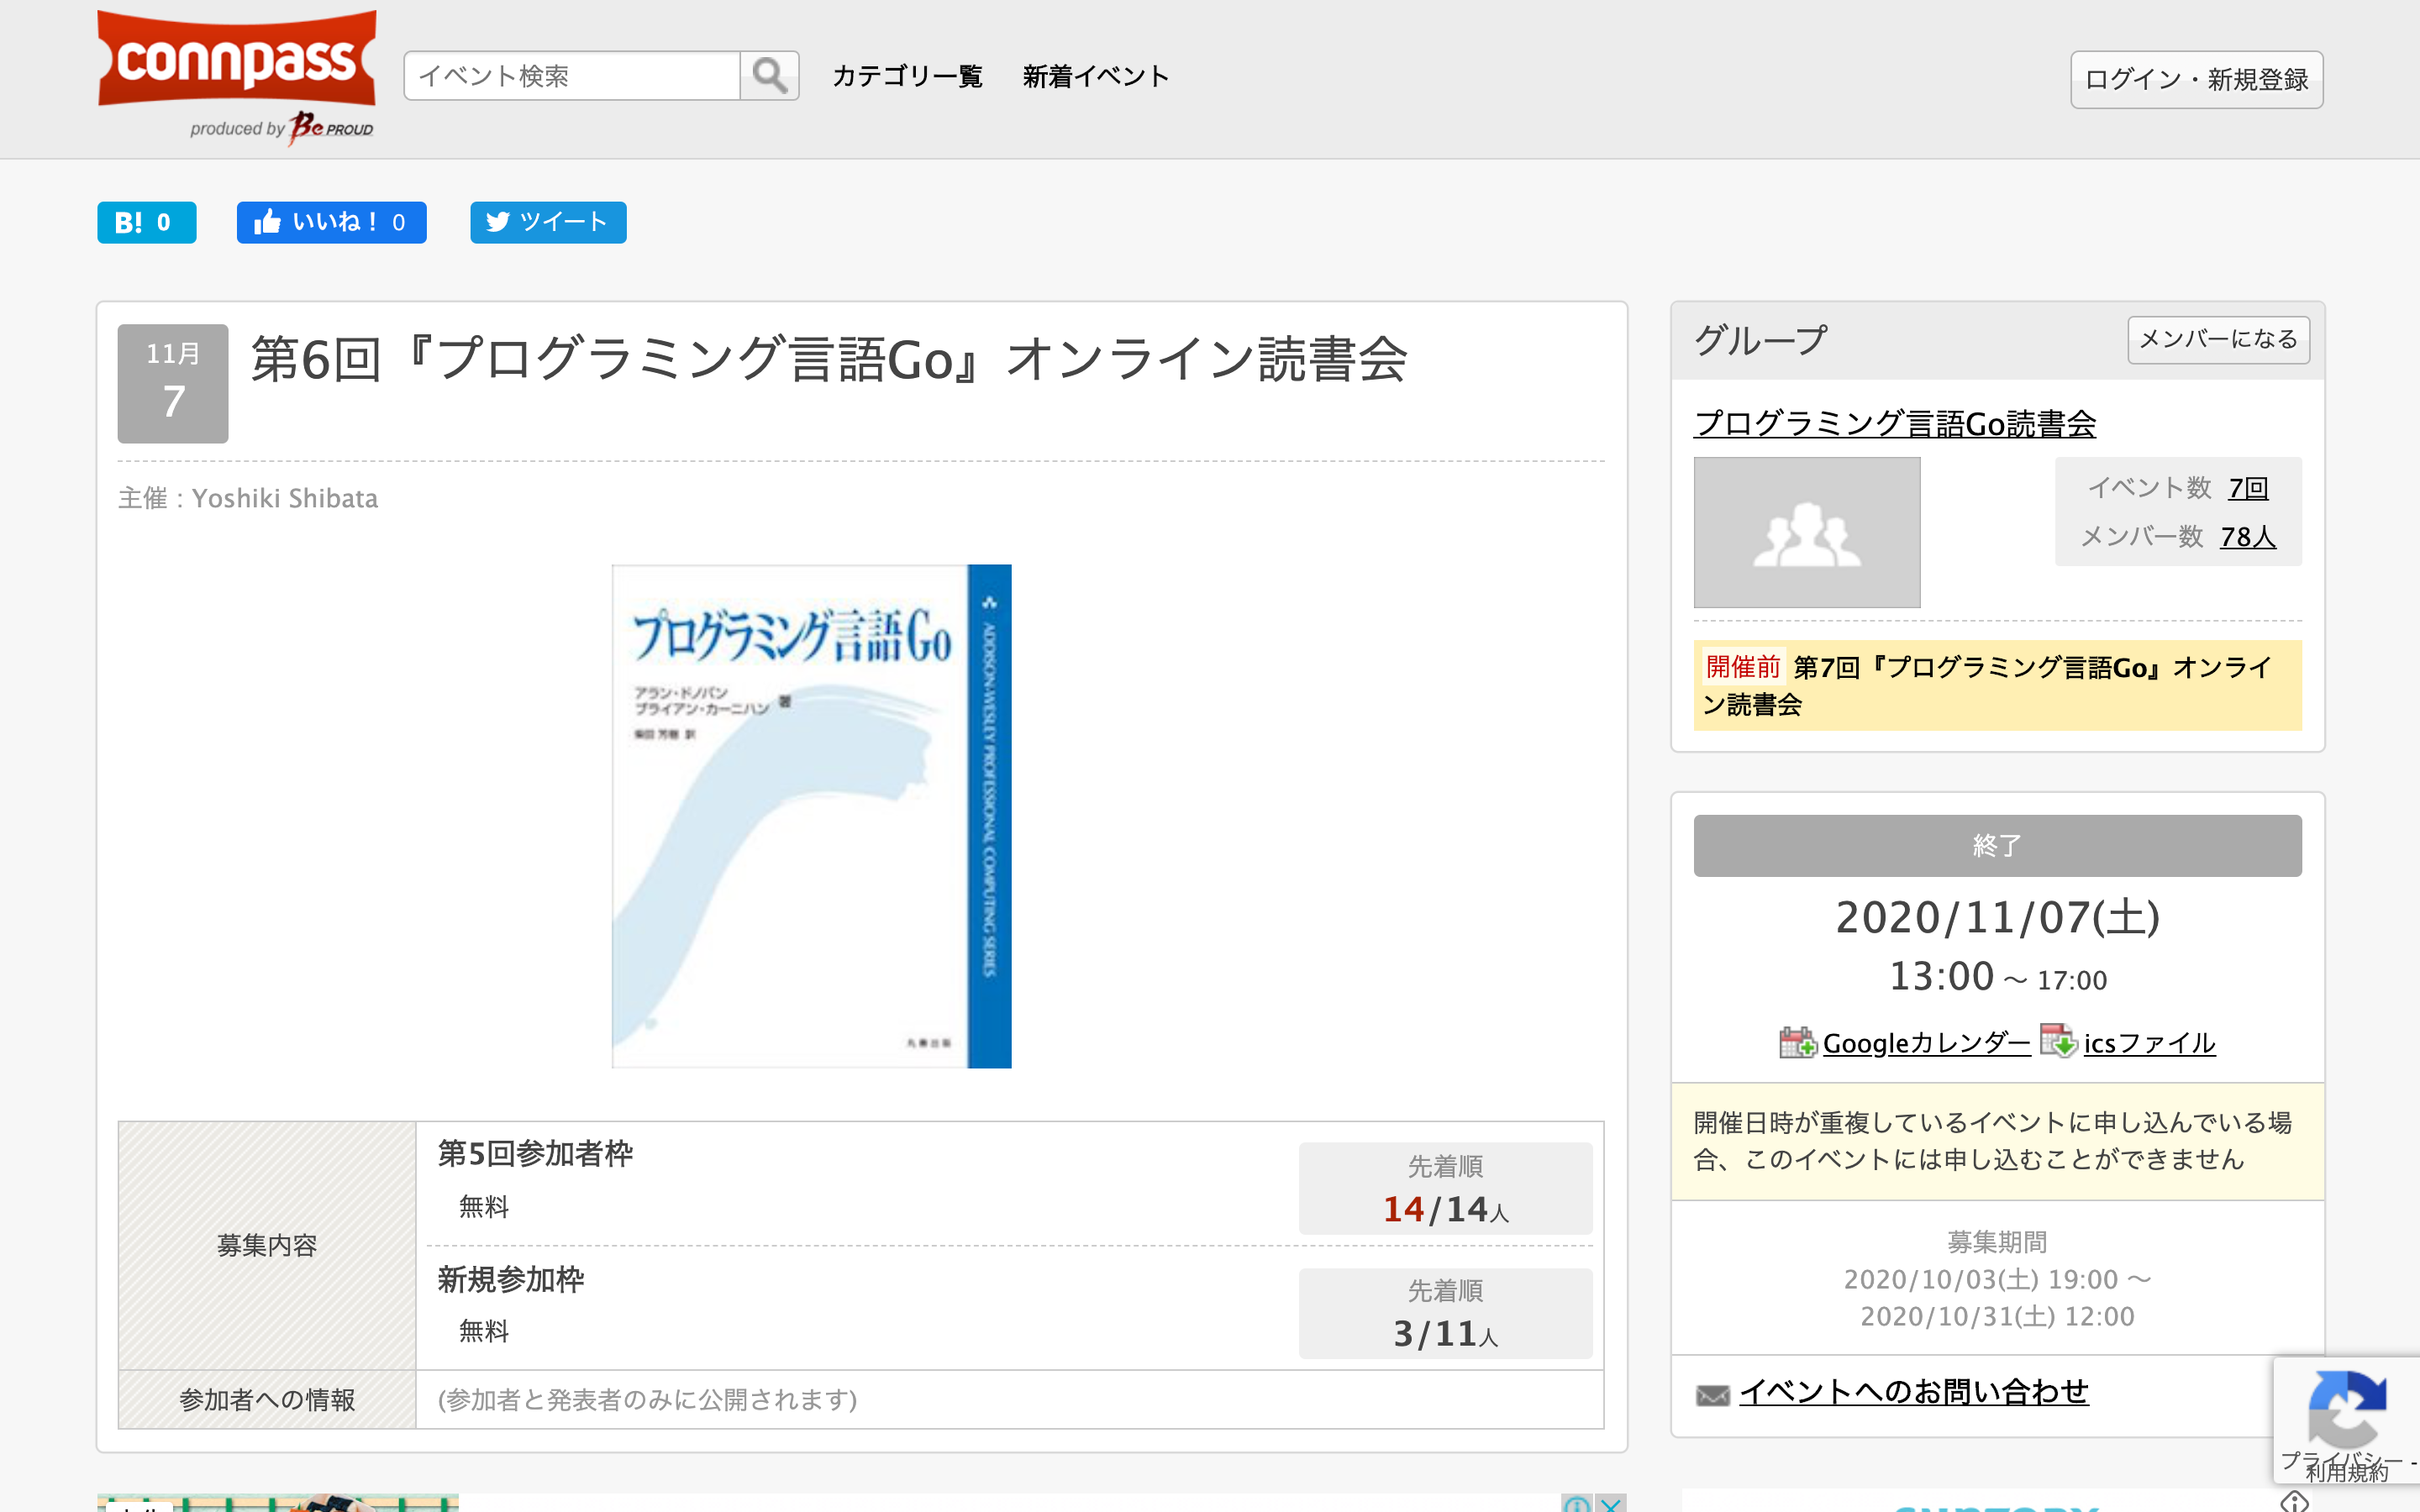 connpass
produced by Be PROUD
イベント検索
カテゴリ一覧
新着イベント
ログイン・新規登録
B! 0
いいね！ 0
ツイート
11月
7
第6回『プログラミング言語Go』オンライン読書会
主催 : Yoshiki Shibata
プログラミング言語Go
アラン・ドノバン
ブライアン・カーニハン 著
柴田 芳樹 訳
ADDISON-WESLEY PROFESSIONAL COMPUTING SERIES
丸善出版
募集内容
第5回参加者枠
無料
先着順
14/14人
新規参加枠
無料
先着順
3/11人
参加者への情報
(参加者と発表者のみに公開されます)
グループ
メンバーになる
プログラミング言語Go読書会
イベント数 7回
メンバー数 78人
開催前 第7回『プログラミング言語Go』オンライ
ン読書会
終了
2020/11/07(土)
13:00 〜 17:00
Googleカレンダー icsファイル
開催日時が重複しているイベントに申し込んでいる場
合、このイベントには申し込むことができません
募集期間
2020/10/03(土) 19:00 〜
2020/10/31(土) 12:00
イベントへのお問い合わせ
プライバシー -
利用規約